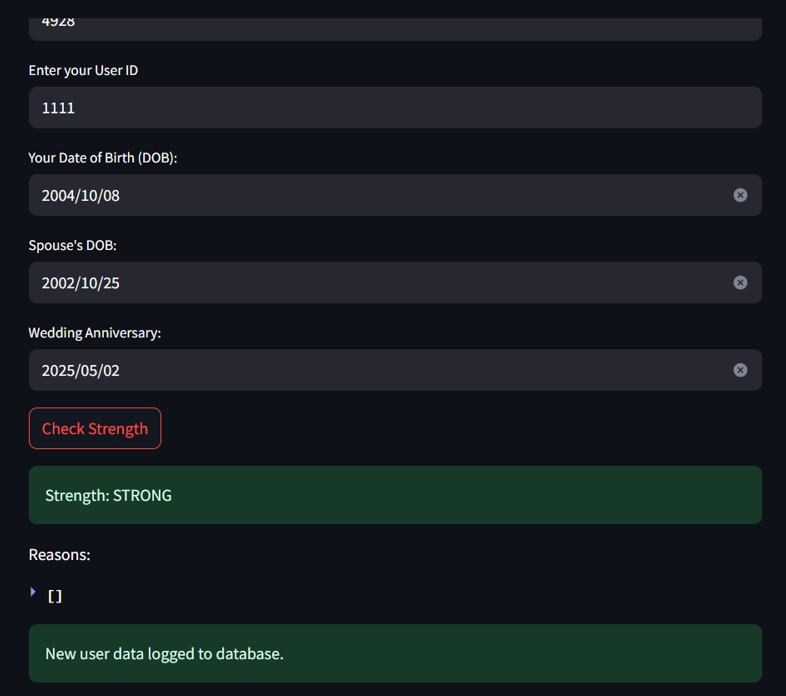 4928
Enter your User ID
1111
Your Date of Birth (DOB):
2004/10/08
Spouse's DOB:
2002/10/25
Wedding Anniversary:
2025/05/02
Check Strength
Strength: STRONG
Reasons:
[]
New user data logged to database.